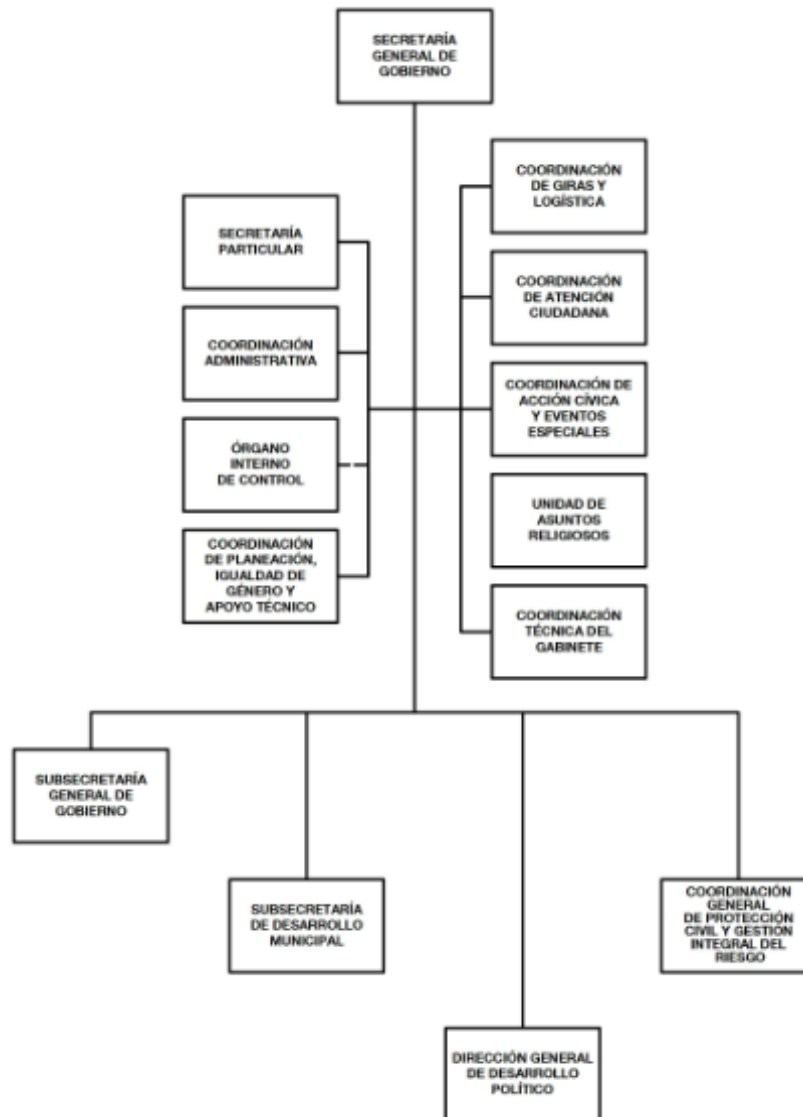 SECRETARÍA
GENERAL DE
GOBIERNO
COORDINACIÓN
DE GIRAS Y
LOGÍSTICA
SECRETARÍA
PARTICULAR
COORDINACIÓN
DE ATENCIÓN
CIUDADANA
COORDINACIÓN
ADMINISTRATIVA
COORDINACIÓN DE
ACCIÓN CÍVICA
Y EVENTOS
ESPECIALES
ÓRGANO
INTERNO
DE CONTROL
UNIDAD DE
ASUNTOS
RELIGIOSOS
COORDINACIÓN
DE PLANEACIÓN,
IGUALDAD DE
GÉNERO Y
APOYO TÉCNICO
COORDINACIÓN
TÉCNICA DEL
GABINETE
SUBSECRETARÍA
GENERAL DE
GOBIERNO
SUBSECRETARÍA
DE DESARROLLO
MUNICIPAL
COORDINACIÓN
GENERAL
DE PROTECCIÓN
CIVIL Y GESTIÓN
INTEGRAL DEL
RIESGO
DIRECCIÓN GENERAL
DE DESARROLLO
POLÍTICO